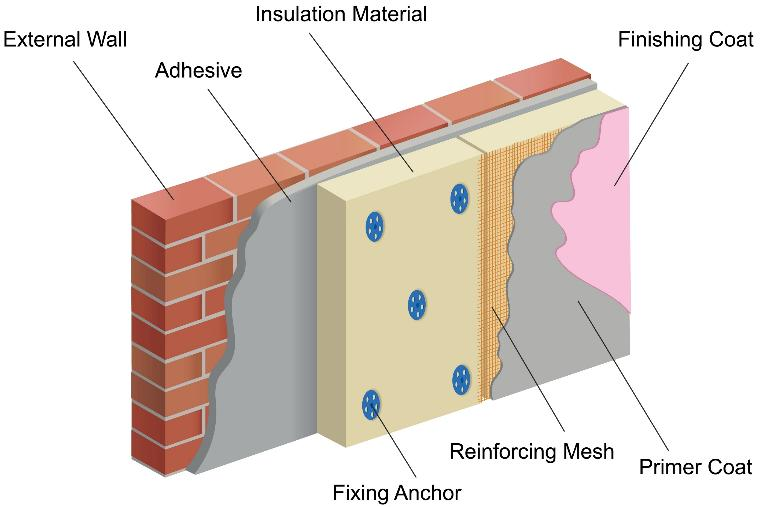 Insulation Material
External Wall
Finishing Coat
Adhesive
Reinforcing Mesh
Primer Coat
Fixing Anchor